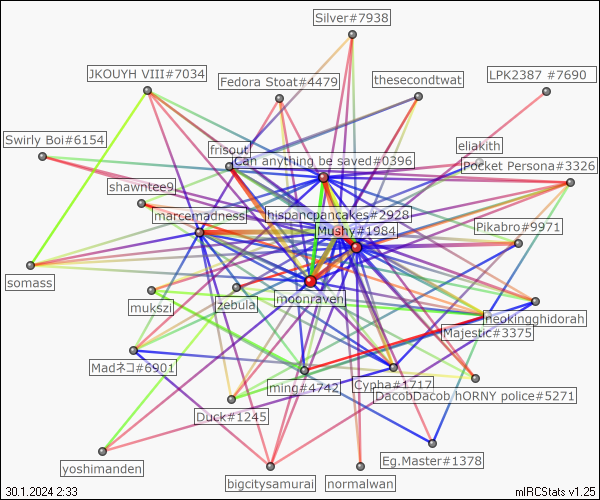 Silver#7938
JKOUYH VIII#7034
Fedora Stoat#4479
thesecondtwat
LPK2387 #7690
Swirly Boi#6154
frisout
eliakith
Can anything be saved#0396
Pocket Persona#3326
shawntee9
marcemadness
hispancpancakes#2928
Pikabro#9971
Mushy#1984
somass
mukszi
zebula
moonraven
neokingghidorah
Majestic#3375
Madネコ#6901
ming#4742
Cypha#1717
DacobDacob hORNY police#5271
Duck#1245
yoshimanden
Eg.Master#1378
bigcitysamurai
normalwan
30.1.2024 2:33
mIRCStats v1.25